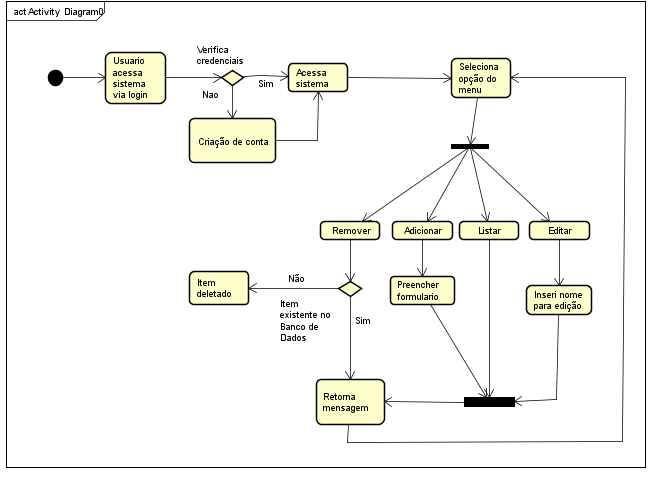 act Activity Diagram0
Usuario
acessa
sistema
via login
Verifica
credenciais
Sim
Nao
Acessa
sistema
Criação de conta
Seleciona
opção do
menu
Remover
Adicionar
Listar
Editar
Não
Item
deletado
Item
existente no
Banco de
Dados
Sim
Preencher
formulario
Inseri nome
para edição
Retorna
mensagem